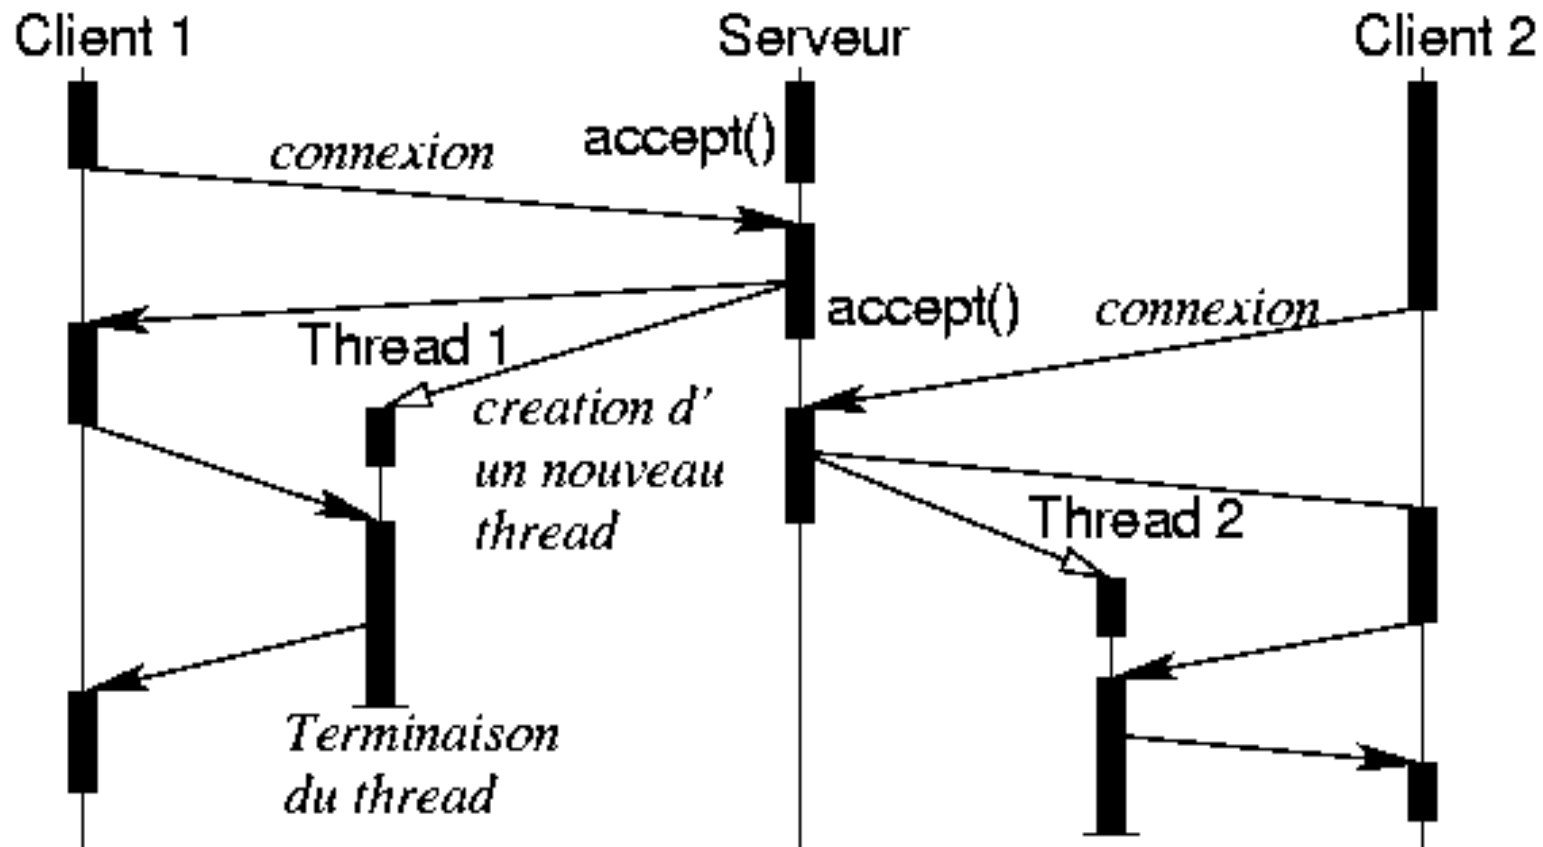 Client 1
Serveur
Client 2
connexion
accept()
accept()
connexion
Thread 1
creation d'
un nouveau
thread
Thread 2
Terminaison
du thread